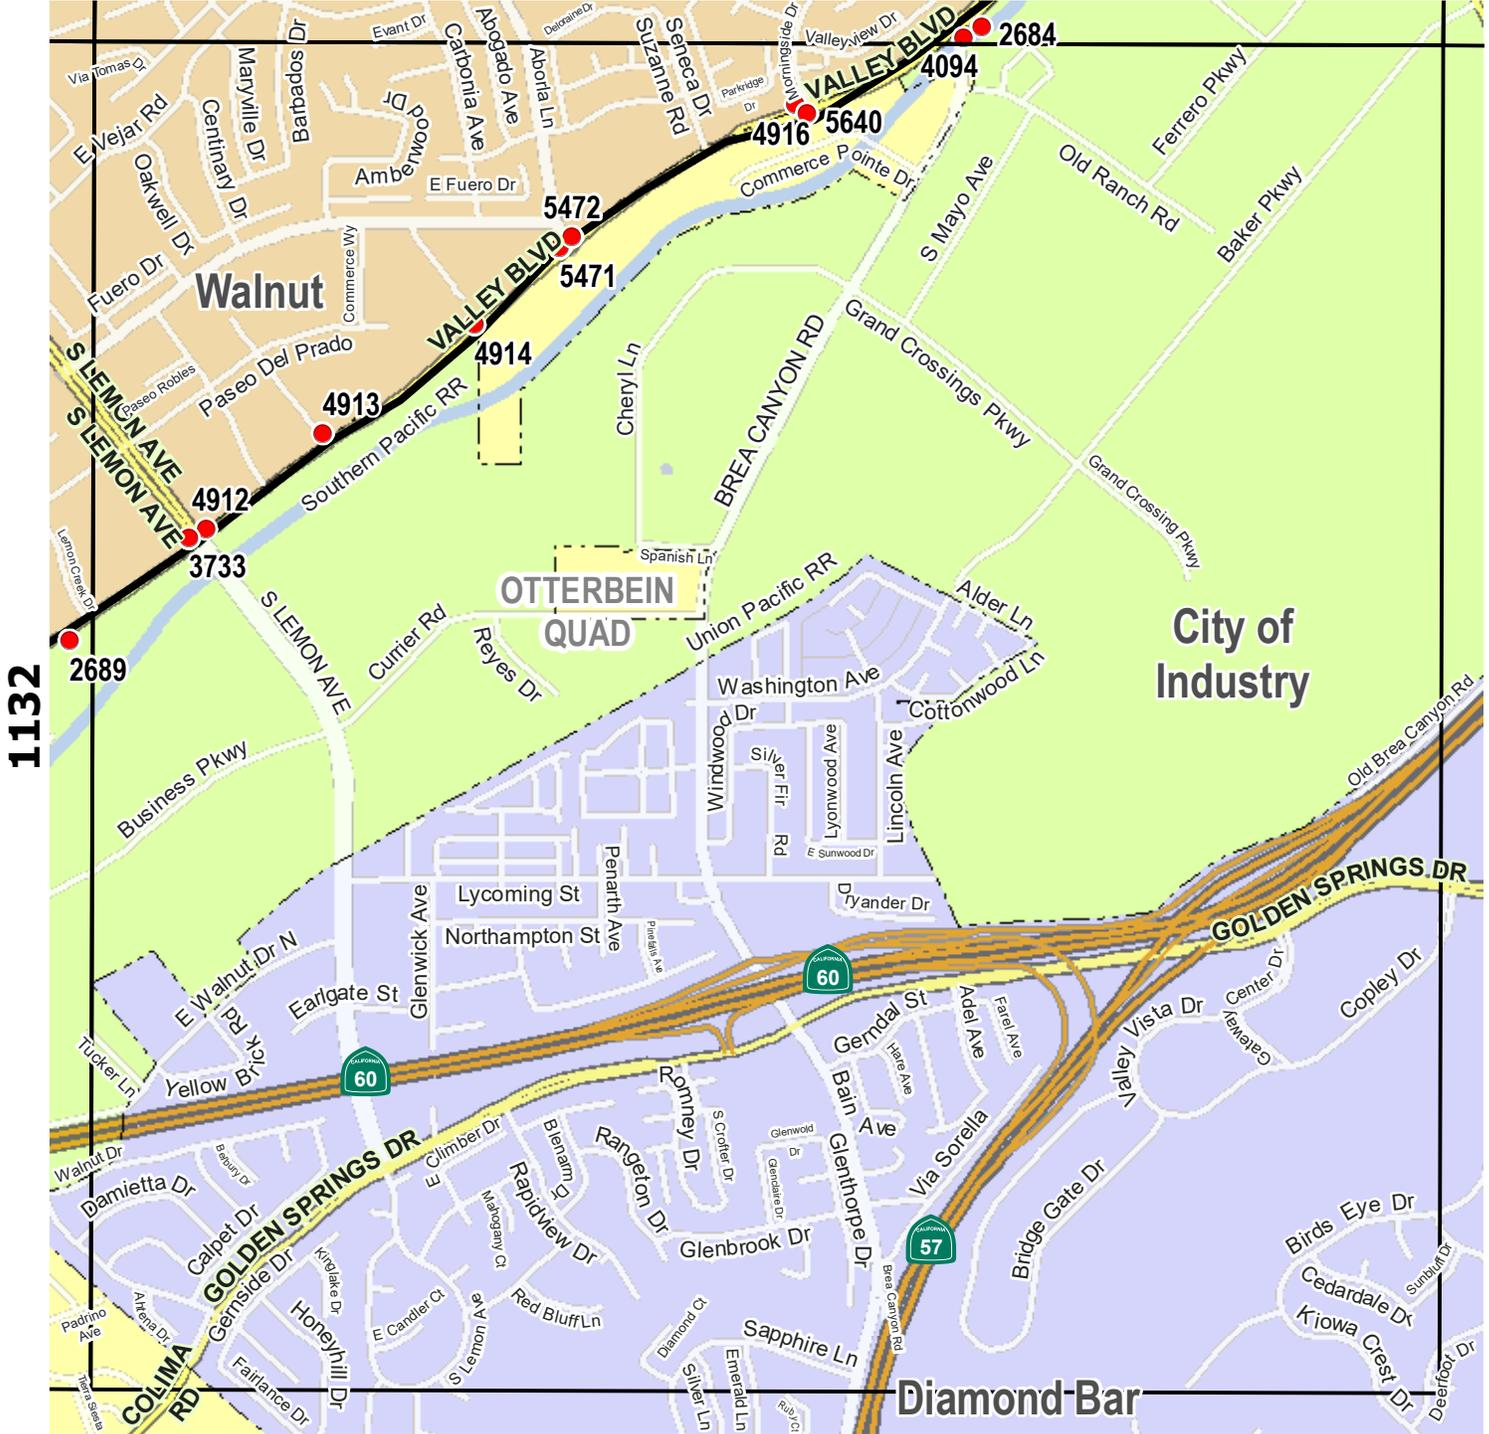 Evant Dr
Deloraine Dr
Abogado Ave
Carbonia Ave
Aborla Ln
Suzanne Rd
Seneca Dr
Morningside Dr
Valleyview Dr
VALLEY BLVD
2684
4094
Via Tomas Dr
Maryville Dr
Barbados Dr
E Vejar Rd
Centinary Dr
Oakwell Dr
Amberwood Dr
Parkridge
Dr
4916
5640
Ferrero Pkwy
Old Ranch Rd
E Fuero Dr
Commerce Pointe Dr
S Mayo Ave
Baker Pkwy
5472
VALLEY BLVD
5471
Fuero Dr
Walnut
Commerce Wy
4914
S LEMON AVE
S LEMON AVE
Paseo Robles
Paseo Del Prado
4913
Southern Pacific RR
Cheryl Ln
BREA CANYON RD
Grand Crossings Pkwy
Grand Crossing Pkwy
4912
3733
Lemon Creek Dr
2689
1132
S LEMON AVE
Spanish Ln
OTTERBEIN
QUAD
Currier Rd
Reyes Dr
Union Pacific RR
Alder Ln
City of
Industry
Washington Ave
Cottonwood Ln
Windwood Dr
Silver Fir
Rd
Lyonwood Ave
Lincoln Ave
E Sunwood Dr
Business Pkwy
Old Brea Canyon Rd
Lycoming St
Penarth Ave
Dryander Dr
Glenwick Ave
Northampton St
Pinefalls Ave
GOLDEN SPRINGS DR
E Walnut Dr N
Earlgate St
CALIFORNIA
60
Gerndal St
Adel Ave
Farel Ave
Center Dr
Copley Dr
Valley Vista Dr
Gateway
Tucker Ln
Yellow Brick Rd
CALIFORNIA
60
Hare Ave
Romney Dr
Bain
Ave
Walnut Dr
Belbury Dr
E Climber Dr
Bienarm Dr
Rangeton Dr
S Crofter Dr
Glenwold
Dr
Glenclaire Dr
Glenthorpe Dr
Via Sorella
Damietta Dr
Calpet Dr
GOLDEN SPRINGS DR
Mahogany Ct
Rapidview Dr
Glenbrook Dr
CALIFORNIA
57
Bridge Gate Dr
Birds Eye Dr
Sunbluff Dr
Cedardale Dr
Kiowa Crest Dr
Deerfoot Dr
Gernside Dr
Kinglake Dr
Honeyhill Dr
E Candler Ct
S Lemon Ave
Red Bluff Ln
Brea Canyon Rd
Padrino
Ave
Ahtena Dr
Fairlance Dr
Diamond Ct
Sapphire Ln
Silver Ln
Emerald Ln
Ruby Ct
Tierra Siesta
COLIMA
RD
Diamond Bar